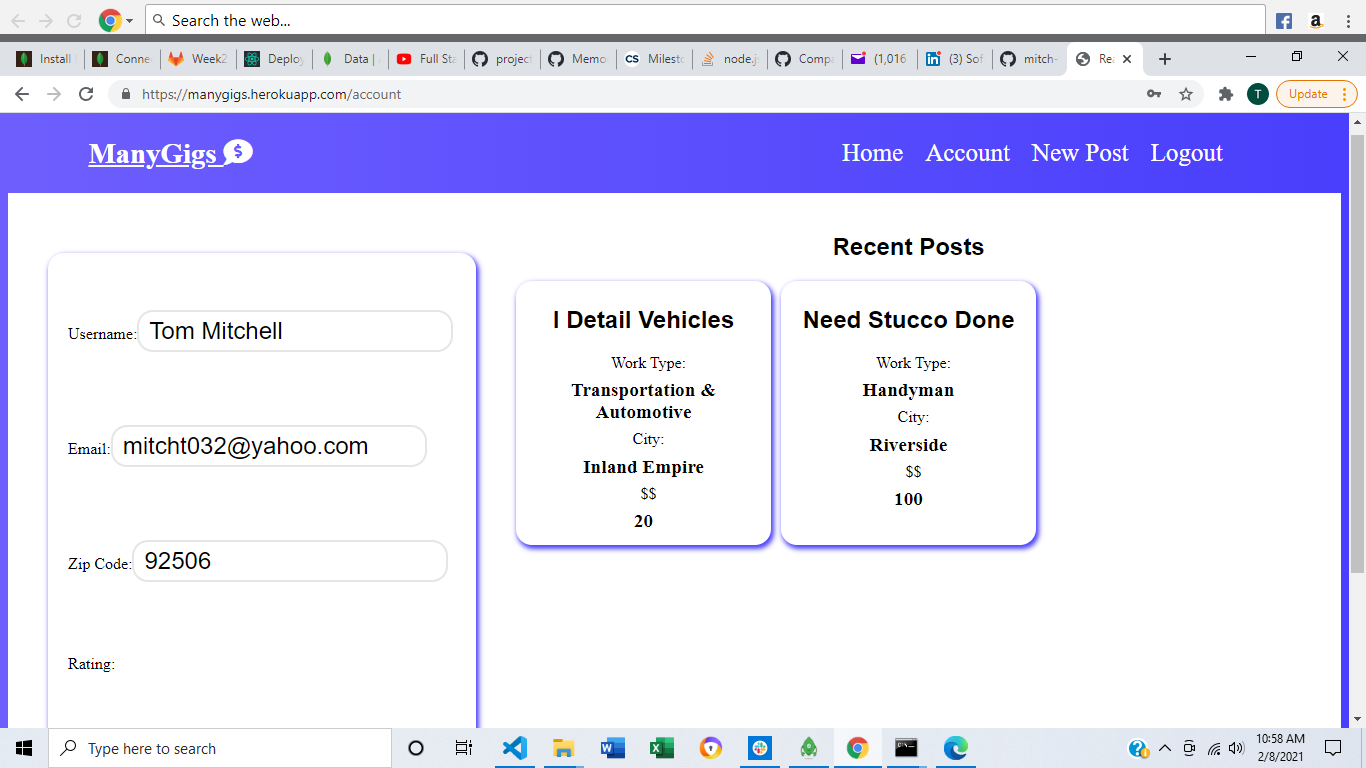 Search the web...
Install
Conne
Week2
Deploy
Data |
Full Sta
project
Memo
CS Milesto
node.js
Compa
(1,016
(3) Sof
mitch-
Rea
https://manygigs.herokuapp.com/account
T
Update
ManyGigs $
Home Account New Post Logout
Recent Posts
Username: Tom Mitchell
Email: mitcht032@yahoo.com
Zip Code: 92506
Rating:
I Detail Vehicles
Work Type:
Transportation &
Automotive
City:
Inland Empire
$$
20
Need Stucco Done
Work Type:
Handyman
City:
Riverside
$$
100
Type here to search
10:58 AM
2/8/2021